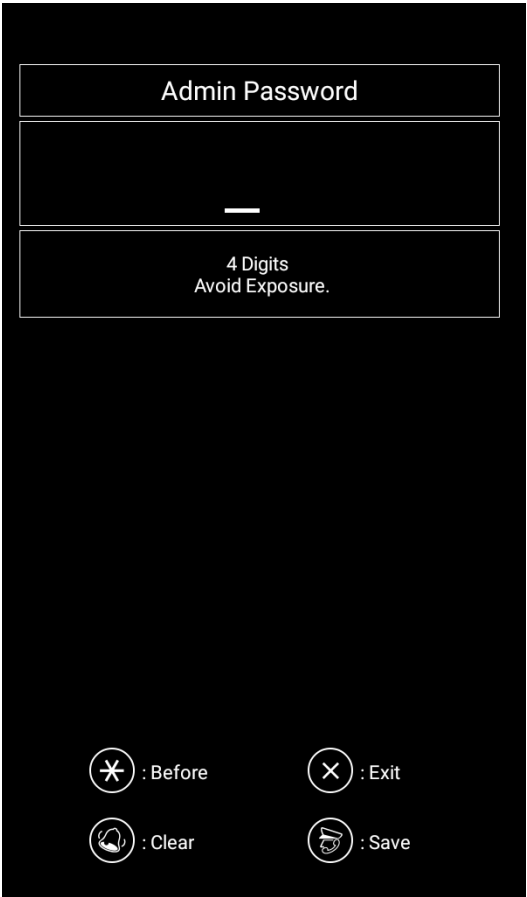 Admin Password
4 Digits
Avoid Exposure.
: Before
: Exit
: Clear
: Save